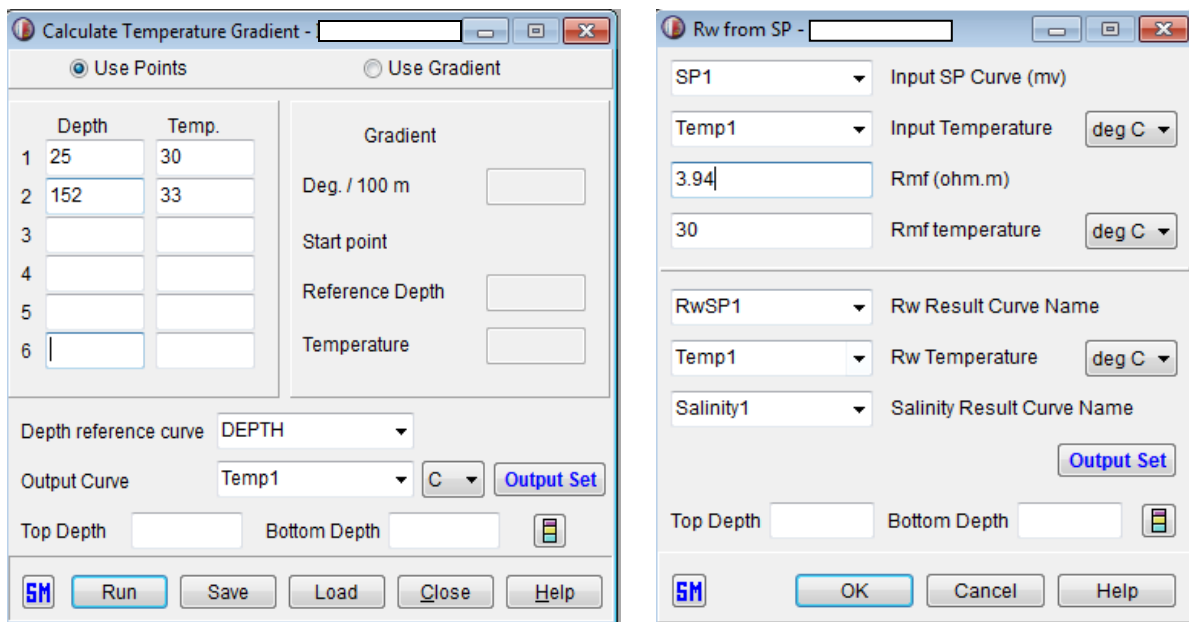 Calculate Temperature Gradient -
Use Points Use Gradient
Depth Temp.
1 25 30
2 152 33
3
4
5
6
Gradient
Deg. / 100 m
Start point
Reference Depth
Temperature
Depth reference curve DEPTH
Output Curve Temp1 C Output Set
Top Depth Bottom Depth
SM Run Save Load Close Help
Rw from SP -
SP1 Input SP Curve (mv)
Temp1 Input Temperature deg C
3.94 Rmf (ohm.m)
30 Rmf temperature deg C
RwSP1 Rw Result Curve Name
Temp1 Rw Temperature deg C
Salinity1 Salinity Result Curve Name
Output Set
Top Depth Bottom Depth
SM OK Cancel Help